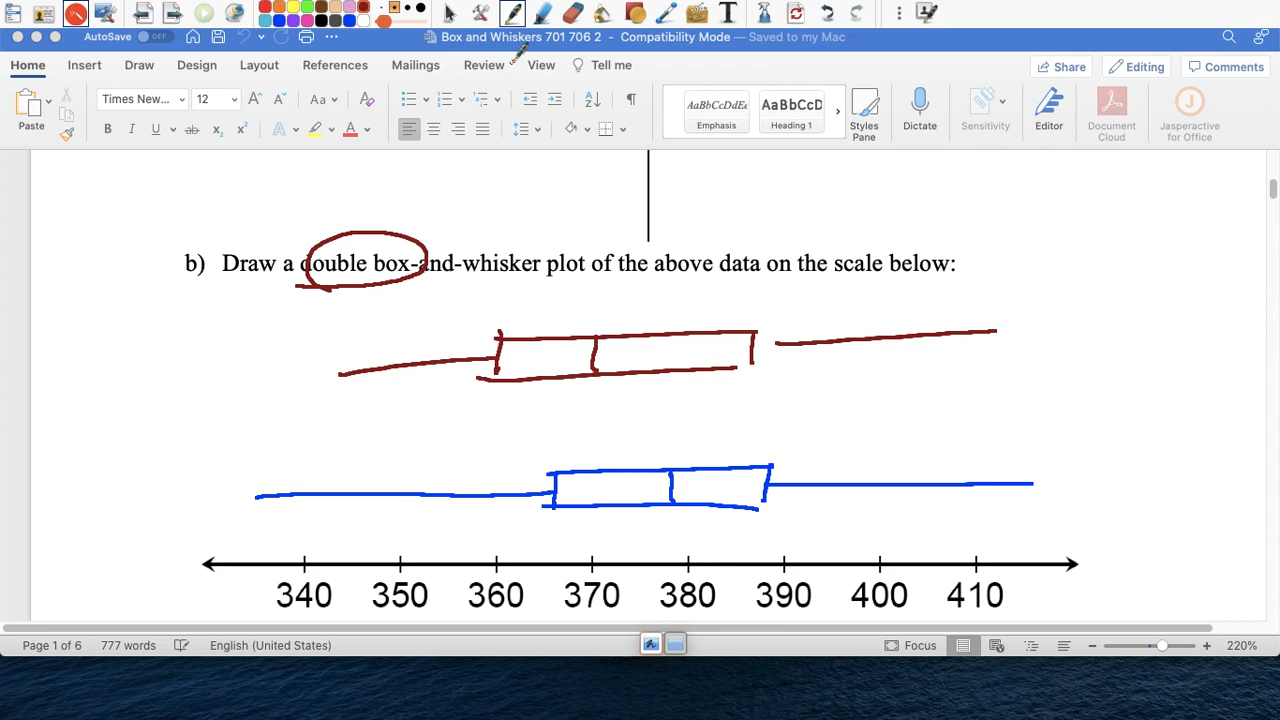 AutoSave OFF Box and Whiskers 701 706 2 - Compatibility Mode — Saved to my Mac
Home Insert Draw Design Layout References Mailings Review View Tell me Share Editing Comments
Times New... 12 Aa
Paste B I U ab x₂ x² A A AaBbCcDdEe Emphasis AaBbCcD Heading 1 Styles Pane Dictate Sensitivity Editor Document Cloud Jasperactive for Office
b) Draw a double box-and-whisker plot of the above data on the scale below:
340 350 360 370 380 390 400 410
Page 1 of 6 777 words English (United States) Focus 220%